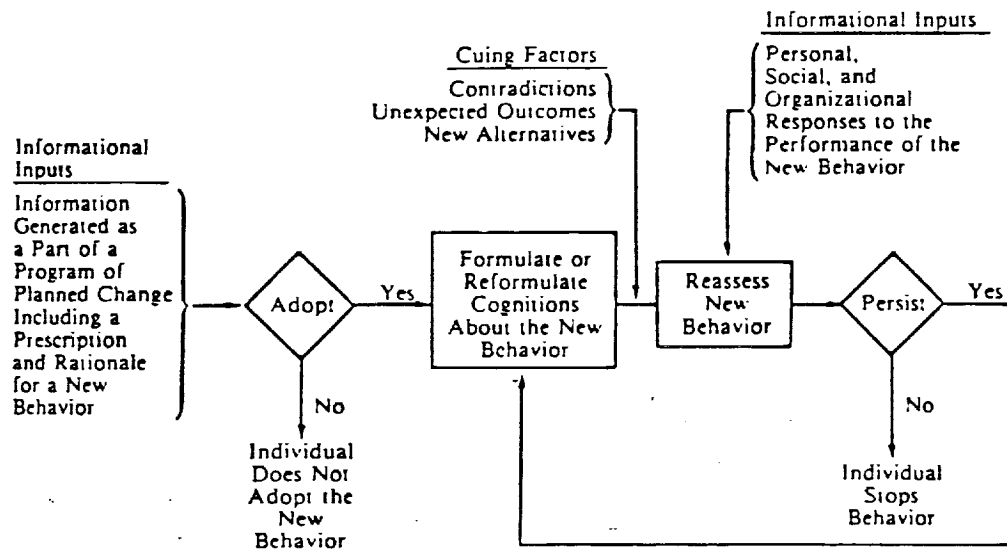 Informational Inputs
Personal,
Social, and
Organizational
Responses to the
Performance of the
New Behavior
Cuing Factors
Contradictions
Unexpected Outcomes
New Alternatives
Informational
Inputs
Information
Generated as
a Part of a
Program of
Planned Change
Including a
Prescription
and Rationale
for a New
Behavior
Adopt
Yes
No
Individual
Does Not
Adopt the
New
Behavior
Formulate or
Reformulate
Cognitions
About the New
Behavior
Reassess
New
Behavior
Persist
Yes
No
Individual
Stops
Behavior